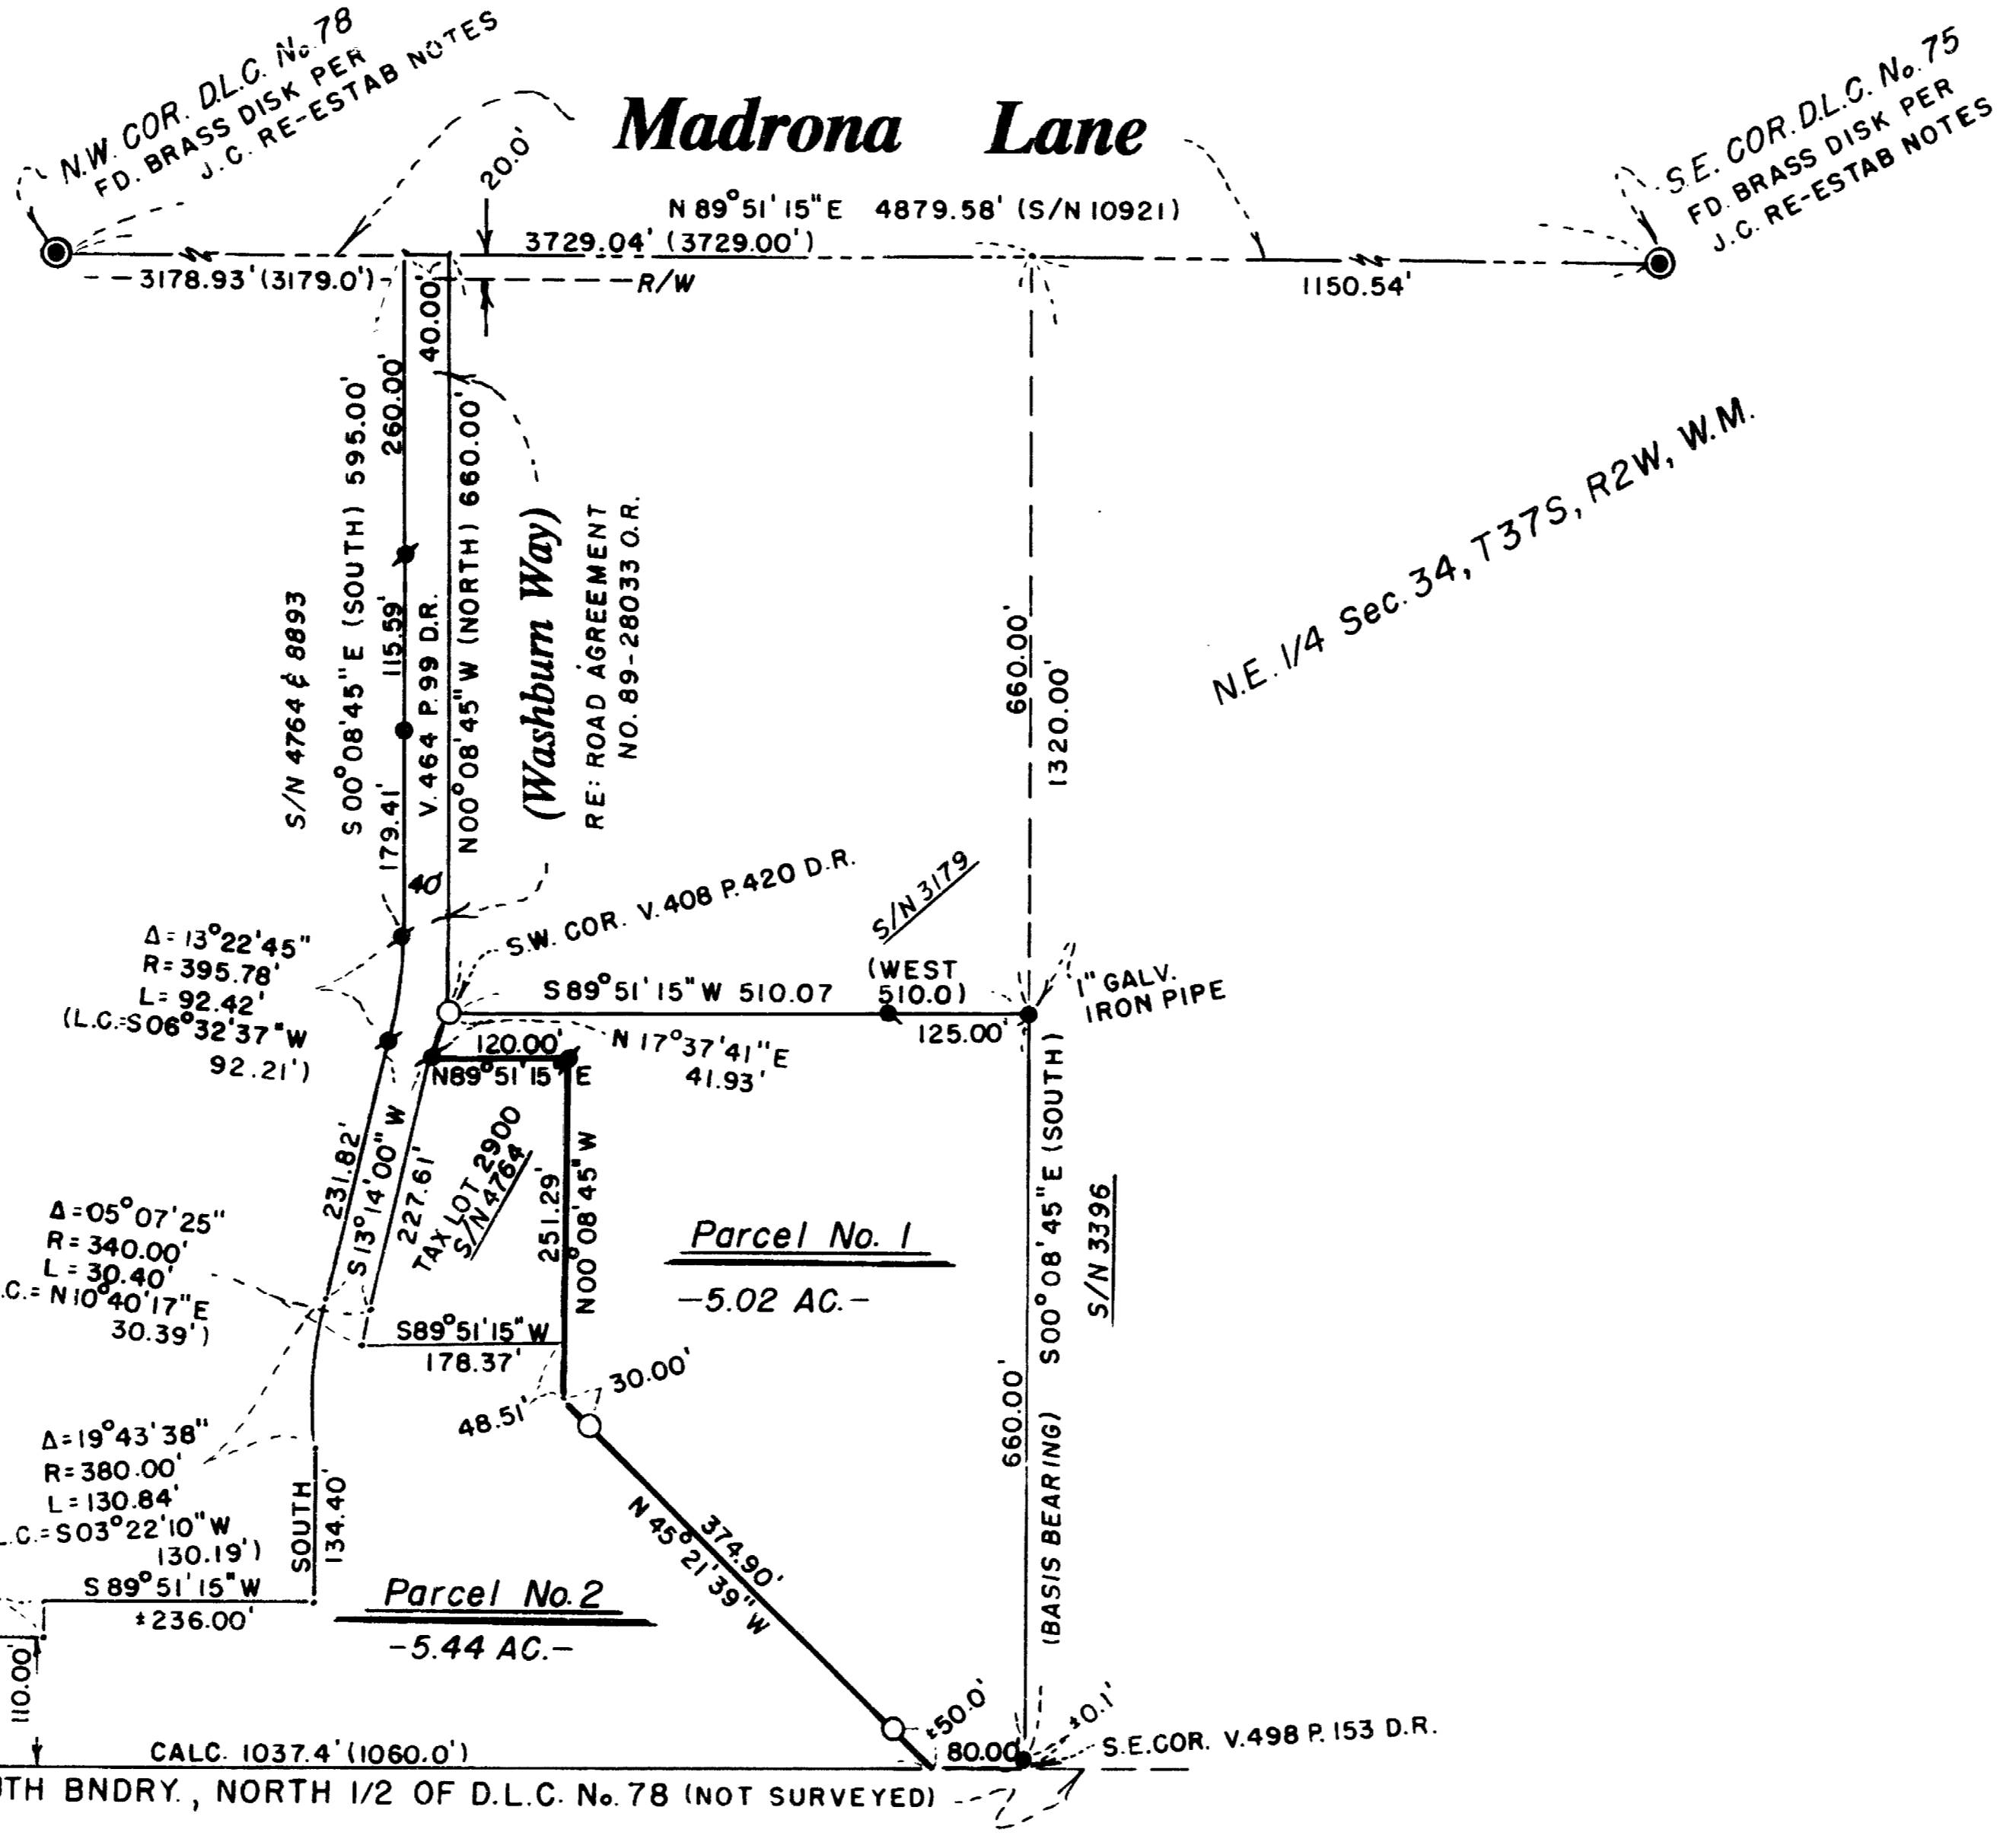 N.W. COR. D.L.C. No. 78
FD. BRASS DISK PER
J.C. RE-ESTAB NOTES
Madrona Lane
S.E. COR. D.L.C. No. 75
FD. BRASS DISK PER
J.C. RE-ESTAB NOTES
20.0'
N 89°51'15"E 4879.58' (S/N 10921)
3729.04' (3729.00')
3178.93' (3179.0')
R/W
1150.54'
40.00'
260.00'
S 00°08'45"E (SOUTH) 595.00'
N00°08'45"W (NORTH) 660.00'
S/N 4764 & 8893
115.59'
V. 464 P. 99 D.R.
179.41'
40'
(Washburn Way)
RE: ROAD AGREEMENT
NO. 89-28033 O.R.
660.00'
1320.00'
N.E. 1/4 Sec. 34, T37S, R2W, W.M.
S.W. COR. V. 408 P. 420 D.R.
S/N 3179
Δ= 13°22'45"
R= 395.78'
L= 92.42'
(L.C.=S06°32'37"W
92.21')
S89°51'15"W 510.07
(WEST
510.0)
125.00'
1" GALV.
IRON PIPE
120.00'
N89°51'15"E
N 17°37'41"E
41.93'
231.82'
S 13°14'00" W
227.61'
TAX LOT 2900
S/N 4764
251.29'
N00°08'45"W
Parcel No. 1
-5.02 AC.-
S00°08'45"E (SOUTH)
S/N 3396
Δ=05°07'25"
R= 340.00'
L = 30.40'
.C.= N10°40'17"E
30.39')
S89°51'15"W
178.37'
30.00'
48.51'
660.00'
(BASIS BEARING)
Δ=19°43'38"
R=380.00'
L=130.84'
.C.=S03°22'10"W
130.19')
SOUTH
134.40'
374.90'
N 45°21'39"W
S 89°51'15"W
±236.00'
Parcel No. 2
-5.44 AC.-
110.00'
±50.0'
±0.1'
CALC. 1037.4' (1060.0')
80.00
S.E. COR. V. 498 P. 153 D.R.
TH BNDRY., NORTH 1/2 OF D.L.C. No. 78 (NOT SURVEYED)